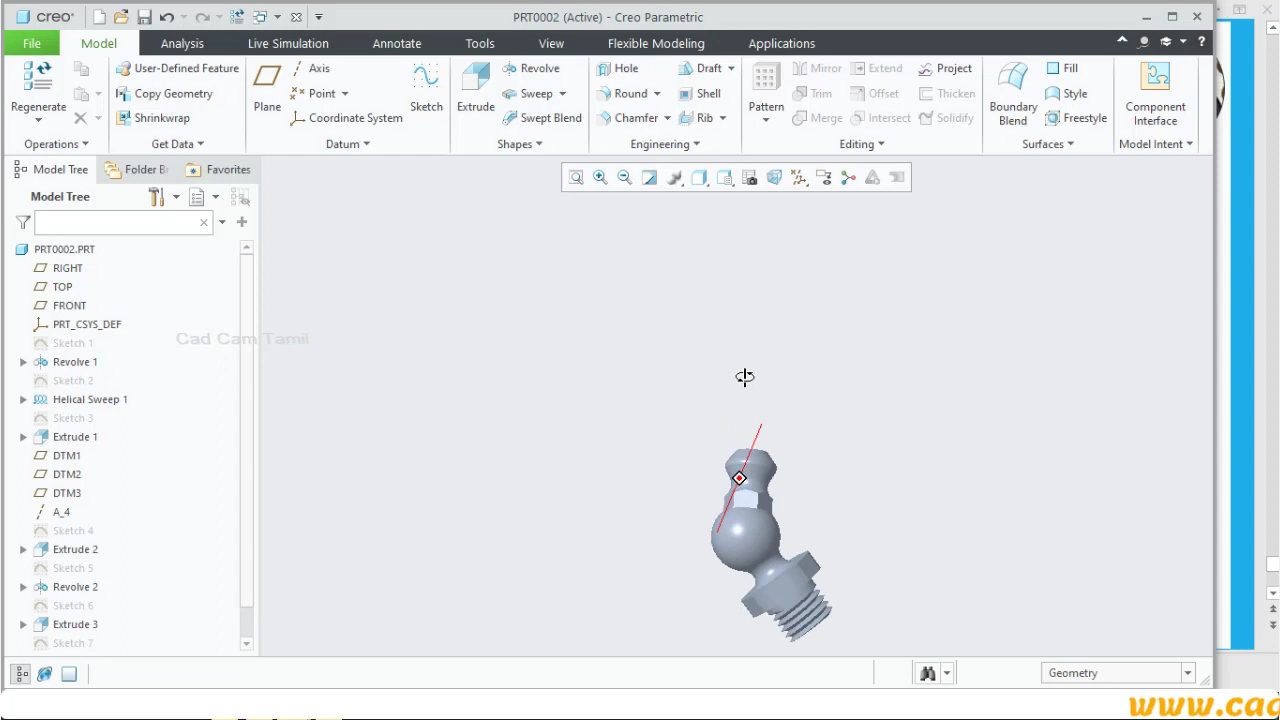 creo®
PRT0002 (Active) - Creo Parametric
File Model Analysis Live Simulation Annotate Tools View Flexible Modeling Applications
Regenerate
User-Defined Feature
Copy Geometry
Shrinkwrap
Plane
Axis
Point
Coordinate System
Sketch
Extrude
Revolve
Sweep
Swept Blend
Hole
Round
Chamfer
Draft
Shell
Rib
Pattern
Mirror
Trim
Merge
Extend
Offset
Intersect
Project
Thicken
Solidify
Boundary Blend
Fill
Style
Freestyle
Component Interface
Operations Get Data Datum Shapes Engineering Editing Surfaces Model Intent
Model Tree Folder B Favorites
Model Tree
PRT0002.PRT
RIGHT
TOP
FRONT
PRT_CSYS_DEF
Sketch 1
Cad Cam Tamil
Revolve 1
Sketch 2
Helical Sweep 1
Sketch 3
Extrude 1
DTM1
DTM2
DTM3
A_4
Sketch 4
Extrude 2
Sketch 5
Revolve 2
Sketch 6
Extrude 3
Sketch 7
Geometry
www.cad